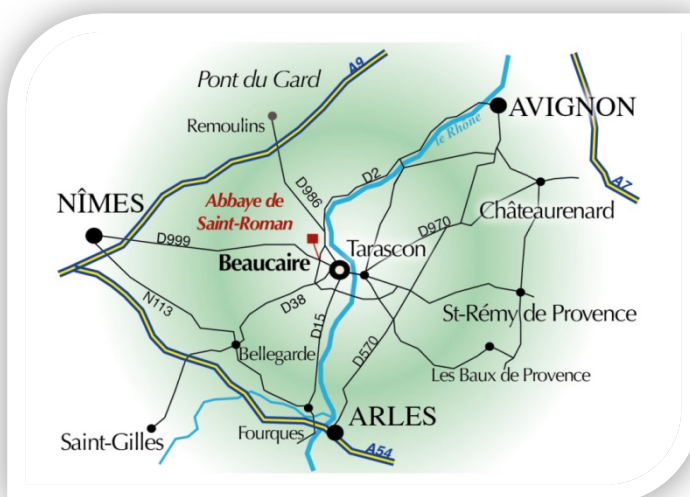 A9
Pont du Gard
AVIGNON
Remoulins
le Rhône
D2
A7
D986
Abbaye de
Saint-Roman
NÎMES
Châteaurenard
D970
D999
Tarascon
Beaucaire
N113
D38
D15
St-Rémy de Provence
Bellegarde
D570
Les Baux de Provence
ARLES
Saint-Gilles
Fourques
A54